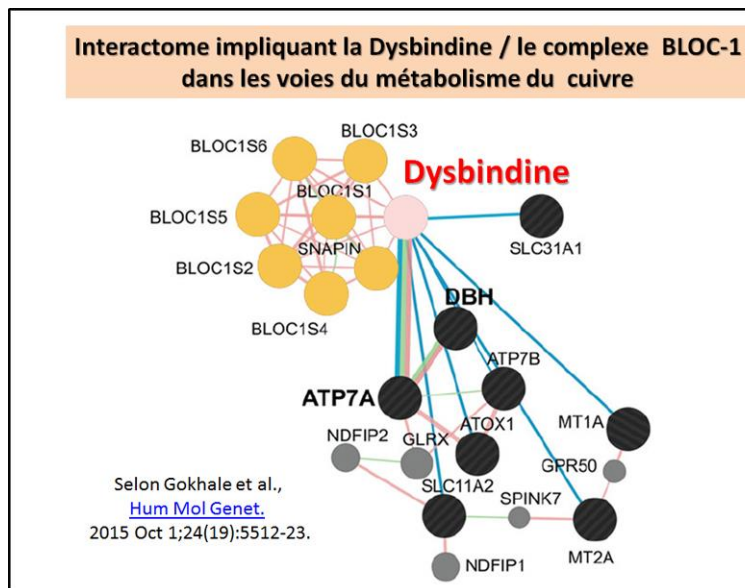 Interactome impliquant la Dysbindine / le complexe BLOC-1
dans les voies du métabolisme du cuivre
BLOC1S3
BLOC1S6
Dysbindine
BLOC1S1
BLOC1S5
SNAPIN
SLC31A1
BLOC1S2
DBH
BLOC1S4
ATP7B
ATP7A
ATOX1
MT1A
NDFIP2
GLRX
GPR50
SLC11A2
SPINK7
Selon Gokhale et al.,
Hum Mol Genet.
2015 Oct 1;24(19):5512-23.
MT2A
NDFIP1